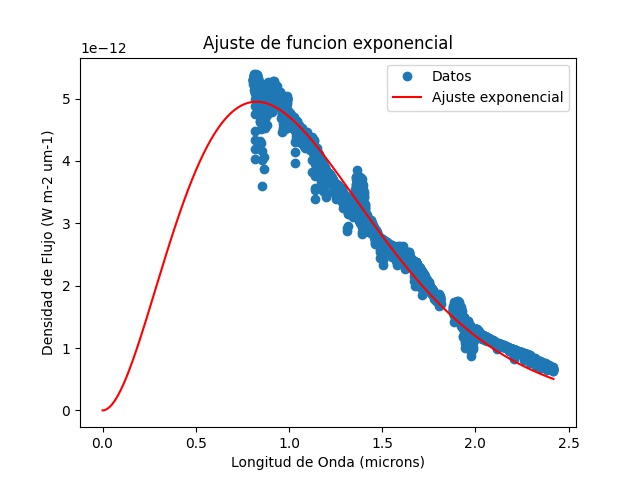 Ajuste de funcion exponencial
1e−12
Datos
Ajuste exponencial
Densidad de Flujo (W m-2 um-1)
5
4
3
2
1
0
0.0 0.5 1.0 1.5 2.0 2.5
Longitud de Onda (microns)